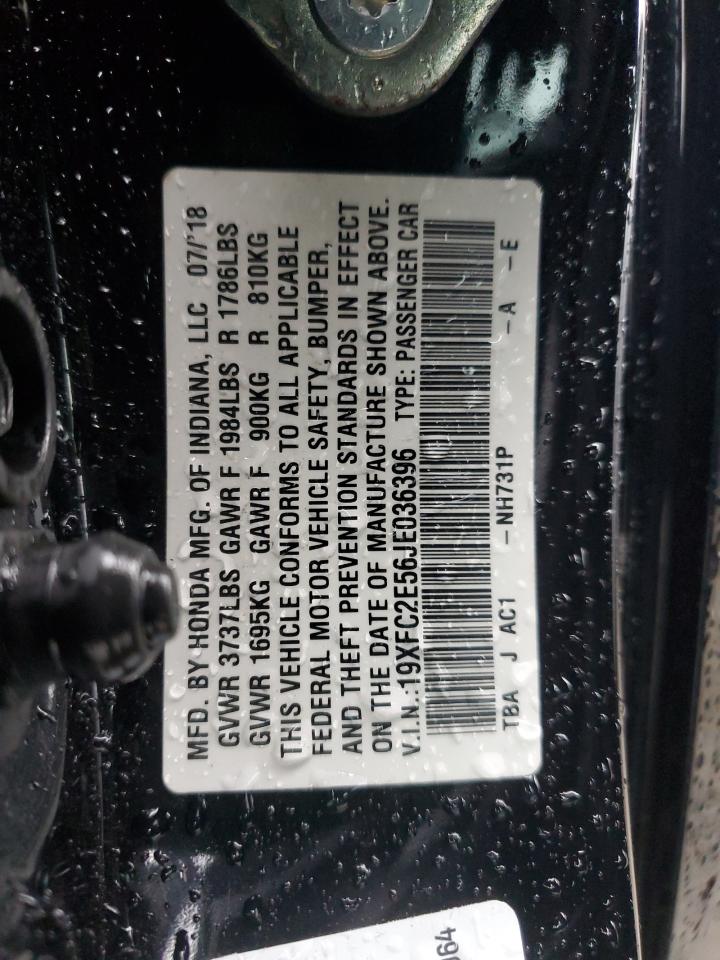 MFD. BY HONDA MFG. OF INDIANA, LLC 07/'18
GVWR 3737LBS GAWR F 1984LBS R 1786LBS
GVWR 1695KG GAWR F 900KG R 810KG
THIS VEHICLE CONFORMS TO ALL APPLICABLE
FEDERAL MOTOR VEHICLE SAFETY, BUMPER,
AND THEFT PREVENTION STANDARDS IN EFFECT
ON THE DATE OF MANUFACTURE SHOWN ABOVE.
V.I.N.:19XFC2E56JE036396 TYPE: PASSENGER CAR
TBA J AC1 -NH731P -A -E